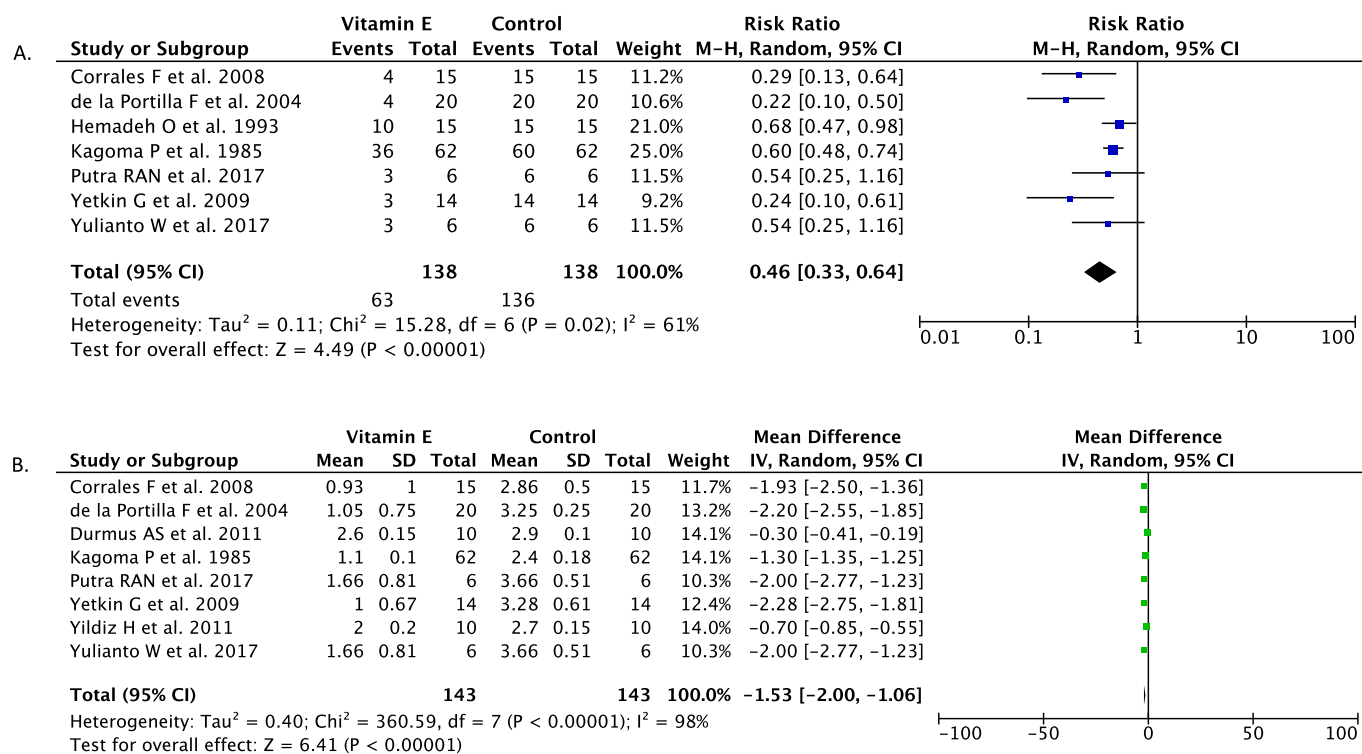 A.
Vitamin E Control Risk Ratio Risk Ratio
Study or Subgroup Events Total Events Total Weight M-H, Random, 95% CI M-H, Random, 95% CI
Corrales F et al. 2008 4 15 15 15 11.2% 0.29 [0.13, 0.64]
de la Portilla F et al. 2004 4 20 20 20 10.6% 0.22 [0.10, 0.50]
Hemadeh O et al. 1993 10 15 15 15 21.0% 0.68 [0.47, 0.98]
Kagoma P et al. 1985 36 62 60 62 25.0% 0.60 [0.48, 0.74]
Putra RAN et al. 2017 3 6 6 6 11.5% 0.54 [0.25, 1.16]
Yetkin G et al. 2009 3 14 14 14 9.2% 0.24 [0.10, 0.61]
Yulianto W et al. 2017 3 6 6 6 11.5% 0.54 [0.25, 1.16]
Total (95% CI) 138 138 100.0% 0.46 [0.33, 0.64]
Total events 63 136
Heterogeneity: Tau² = 0.11; Chi² = 15.28, df = 6 (P = 0.02); I² = 61%
Test for overall effect: Z = 4.49 (P < 0.00001)
0.01 0.1 1 10 100
B.
Vitamin E Control Mean Difference Mean Difference
Study or Subgroup Mean SD Total Mean SD Total Weight IV, Random, 95% CI IV, Random, 95% CI
Corrales F et al. 2008 0.93 1 15 2.86 0.5 15 11.7% −1.93 [−2.50, −1.36]
de la Portilla F et al. 2004 1.05 0.75 20 3.25 0.25 20 13.2% −2.20 [−2.55, −1.85]
Durmus AS et al. 2011 2.6 0.15 10 2.9 0.1 10 14.1% −0.30 [−0.41, −0.19]
Kagoma P et al. 1985 1.1 0.1 62 2.4 0.18 62 14.1% −1.30 [−1.35, −1.25]
Putra RAN et al. 2017 1.66 0.81 6 3.66 0.51 6 10.3% −2.00 [−2.77, −1.23]
Yetkin G et al. 2009 1 0.67 14 3.28 0.61 14 12.4% −2.28 [−2.75, −1.81]
Yildiz H et al. 2011 2 0.2 10 2.7 0.15 10 14.0% −0.70 [−0.85, −0.55]
Yulianto W et al. 2017 1.66 0.81 6 3.66 0.51 6 10.3% −2.00 [−2.77, −1.23]
Total (95% CI) 143 143 100.0% −1.53 [−2.00, −1.06]
Heterogeneity: Tau² = 0.40; Chi² = 360.59, df = 7 (P < 0.00001); I² = 98%
Test for overall effect: Z = 6.41 (P < 0.00001)
−100 −50 0 50 100